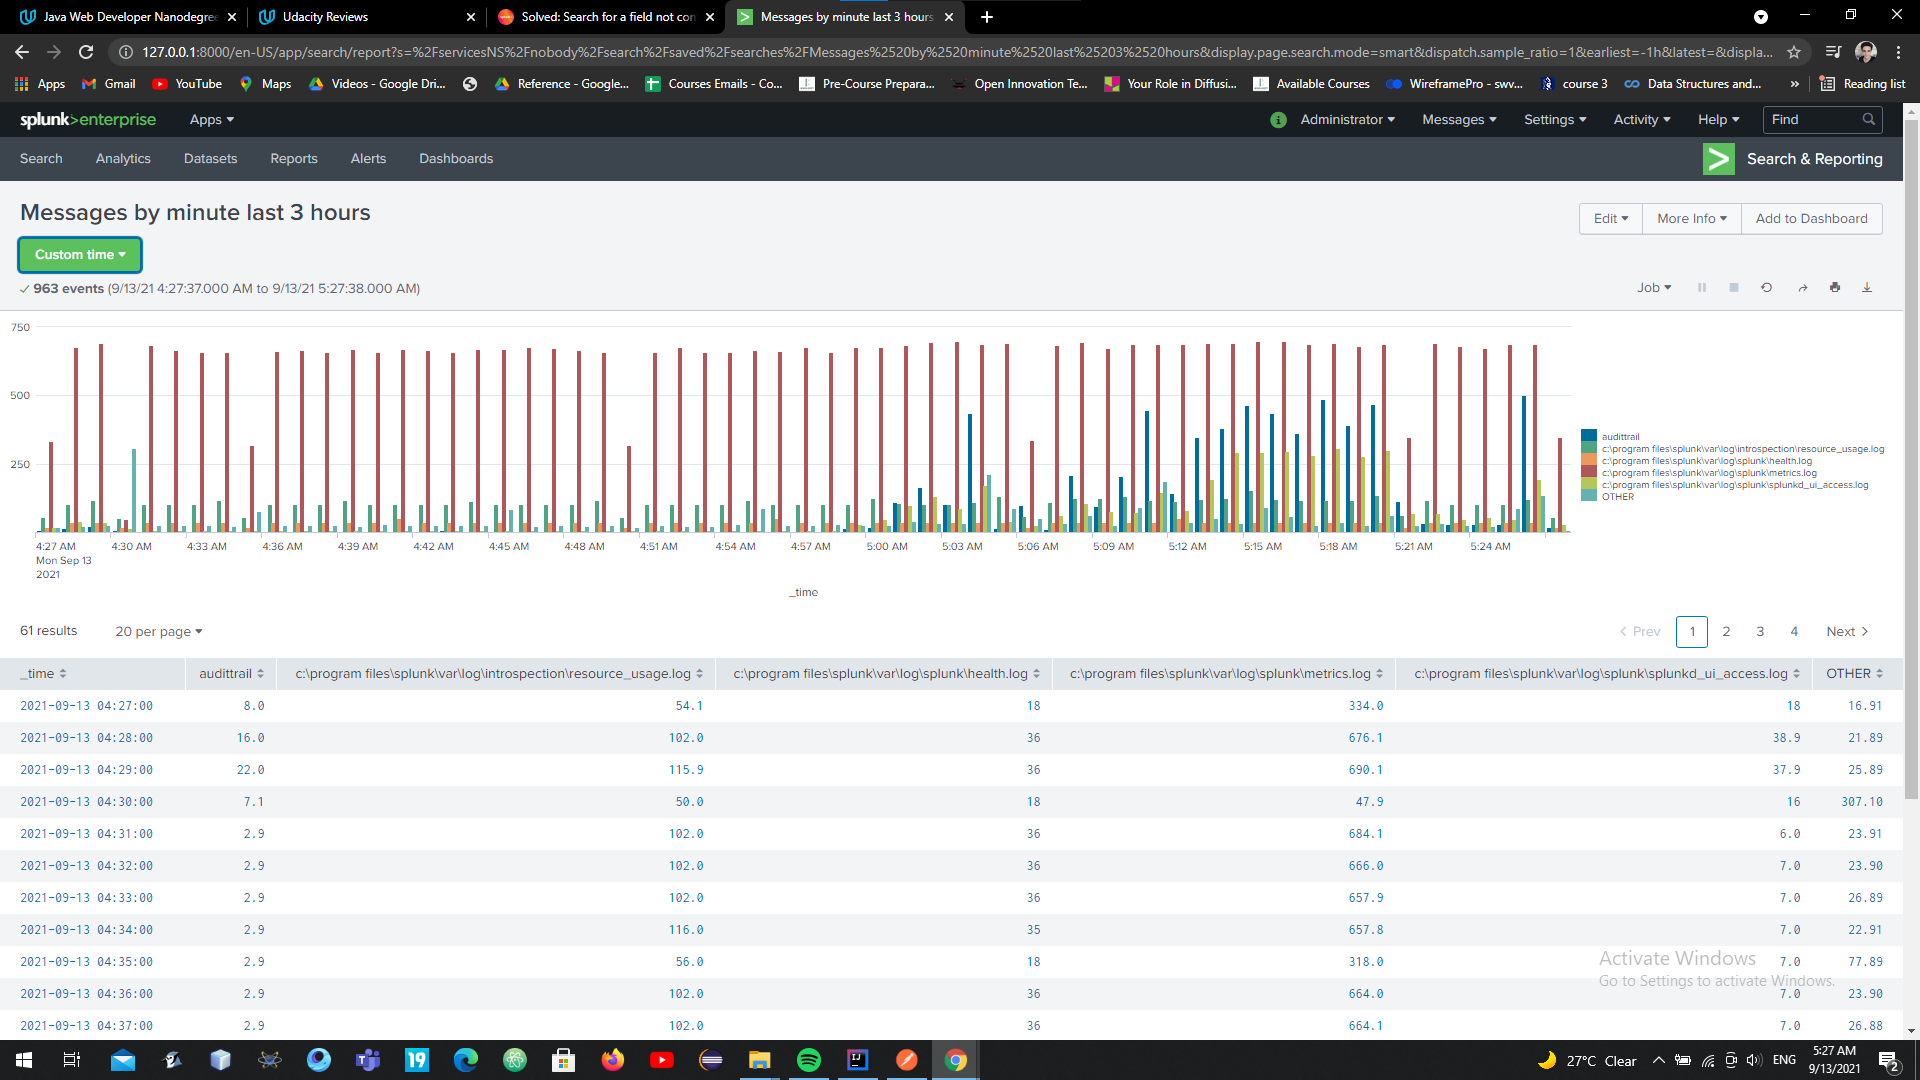 Java Web Developer Nanodegree
Udacity Reviews
Solved: Search for a field not con
Messages by minute last 3 hours
127.0.0.1:8000/en-US/app/search/report?s=%2FservicesNS%2Fnobody%2Fsearch%2Fsaved%2Fsearches%2FMessages%2520by%2520minute%2520last%25203%2520hours&display.page.search.mode=smart&dispatch.sample_ratio=1&earliest=-1h&latest=&displa...
Apps
Gmail
YouTube
Maps
Videos - Google Dri...
Reference - Google...
Courses Emails - Co...
Pre-Course Prepara...
Open Innovation Te...
Your Role in Diffusi...
Available Courses
WireframePro - swv...
course 3
Data Structures and...
»
Reading list
splunk>enterprise
Apps
Administrator
Messages
Settings
Activity
Help
Find
Search
Analytics
Datasets
Reports
Alerts
Dashboards
Search & Reporting
Messages by minute last 3 hours
Edit
More Info
Add to Dashboard
Custom time
963 events (9/13/21 4:27:37.000 AM to 9/13/21 5:27:38.000 AM)
Job
750
500
250
audittrail
c:\program files\splunk\var\log\introspection\resource_usage.log
c:\program files\splunk\var\log\splunk\health.log
c:\program files\splunk\var\log\splunk\metrics.log
c:\program files\splunk\var\log\splunk\splunkd_ui_access.log
OTHER
4:27 AM 4:30 AM 4:33 AM 4:36 AM 4:39 AM 4:42 AM 4:45 AM 4:48 AM 4:51 AM 4:54 AM 4:57 AM 5:00 AM 5:03 AM 5:06 AM 5:09 AM 5:12 AM 5:15 AM 5:18 AM 5:21 AM 5:24 AM
Mon Sep 13
2021
_time
61 results
20 per page
< Prev 1 2 3 4 Next >
_time audittrail c:\program files\splunk\var\log\introspection\resource_usage.log c:\program files\splunk\var\log\splunk\health.log c:\program files\splunk\var\log\splunk\metrics.log c:\program files\splunk\var\log\splunk\splunkd_ui_access.log OTHER
2021-09-13 04:27:00 8.0 54.1 18 334.0 18 16.91
2021-09-13 04:28:00 16.0 102.0 36 676.1 38.9 21.89
2021-09-13 04:29:00 22.0 115.9 36 690.1 37.9 25.89
2021-09-13 04:30:00 7.1 50.0 18 47.9 16 307.10
2021-09-13 04:31:00 2.9 102.0 36 684.1 6.0 23.91
2021-09-13 04:32:00 2.9 102.0 36 666.0 7.0 23.90
2021-09-13 04:33:00 2.9 102.0 36 657.9 7.0 26.89
2021-09-13 04:34:00 2.9 116.0 35 657.8 7.0 22.91
2021-09-13 04:35:00 2.9 56.0 18 318.0 7.0 77.89
2021-09-13 04:36:00 2.9 102.0 36 664.0 7.0 23.90
2021-09-13 04:37:00 2.9 102.0 36 664.1 7.0 26.88
Activate Windows
Go to Settings to activate Windows.
19
IJ
27°C Clear
ENG
5:27 AM
9/13/2021
2